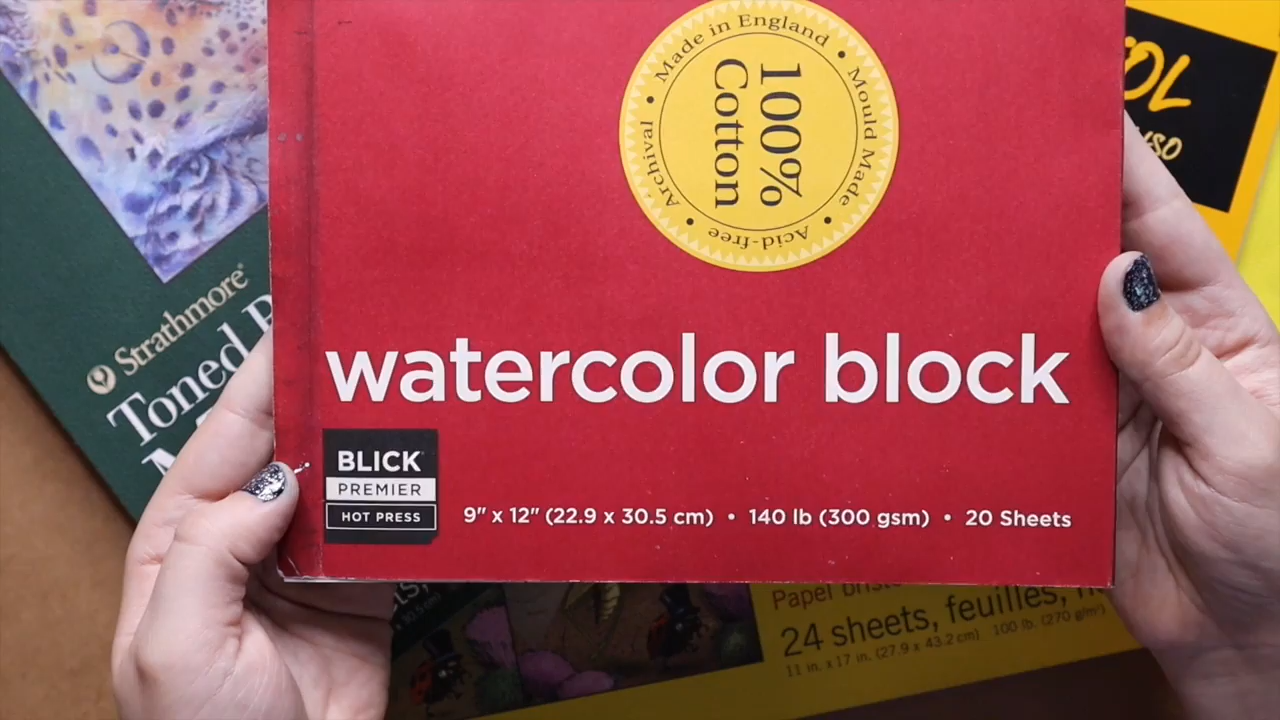 Made in England • Mould Made • Acid-free • Archival •
100%
Cotton
watercolor block
BLICK
PREMIER
HOT PRESS
9" x 12" (22.9 x 30.5 cm) • 140 lb (300 gsm) • 20 Sheets
Strathmore®
Toned
OL
Paper
24 sheets, feuilles,
11 in. x 17 in. (27.9 x 43.2 cm) 100 lb. (270 g/m²)